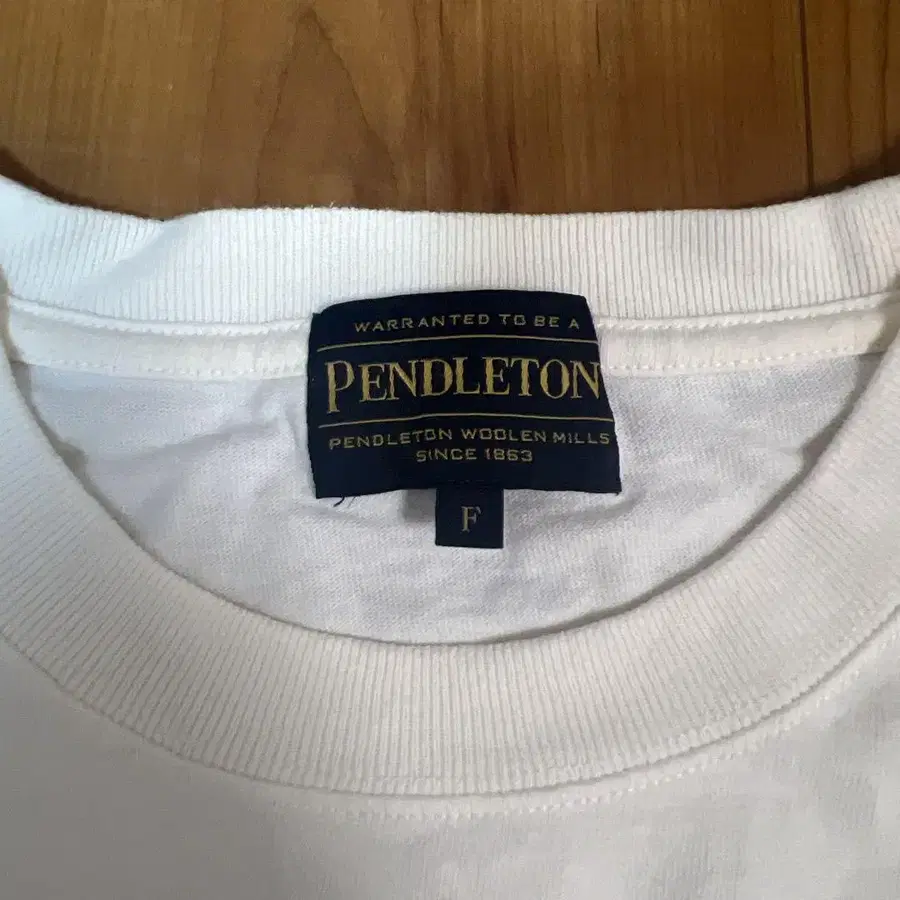 WARRANTED TO BE A
PENDLETON
PENDLETON WOOLEN MILLS
SINCE 1863
F